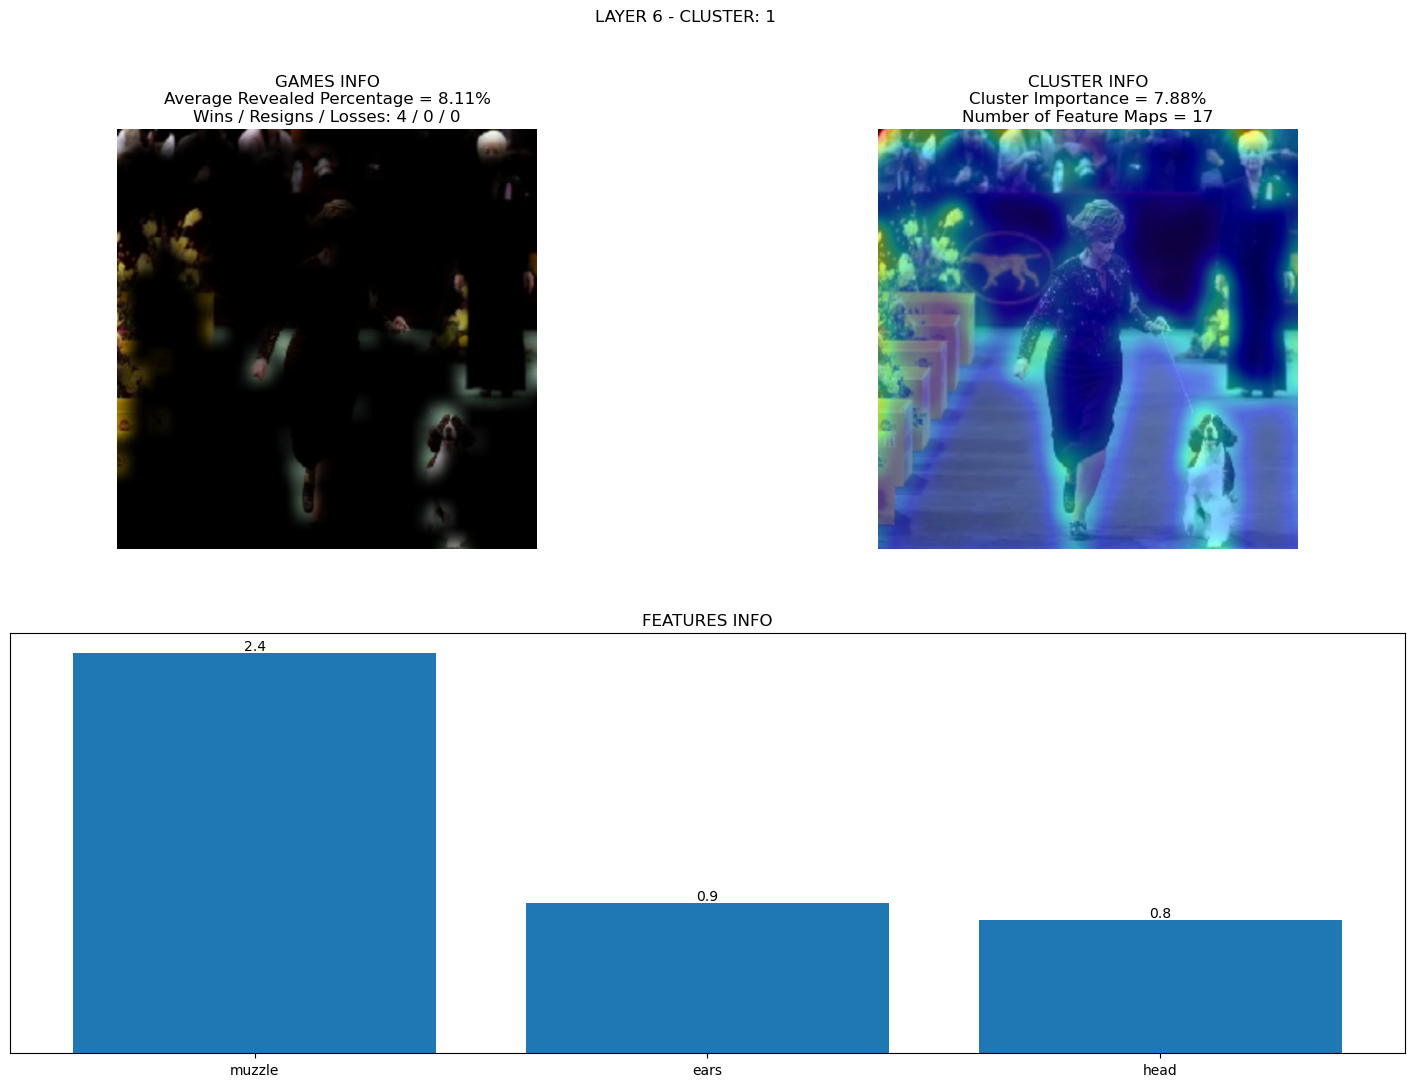 LAYER 6 - CLUSTER: 1
GAMES INFO
Average Revealed Percentage = 8.11%
Wins / Resigns / Losses: 4 / 0 / 0
CLUSTER INFO
Cluster Importance = 7.88%
Number of Feature Maps = 17
FEATURES INFO
2.4
0.9
0.8
muzzle
ears
head